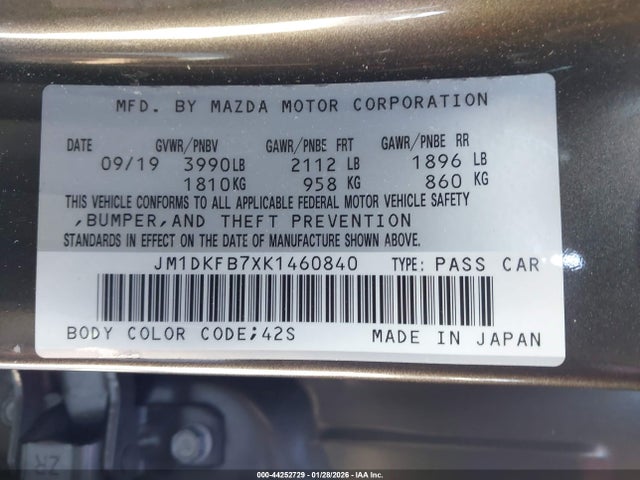 MFD. BY MAZDA MOTOR CORPORATION
DATE GVWR/PNBV GAWR/PNBE FRT GAWR/PNBE RR
09/19 3990LB 2112 LB 1896 LB
1810KG 958 KG 860 KG
THIS VEHICLE CONFORMS TO ALL APPLICABLE FEDERAL MOTOR VEHICLE SAFETY
,BUMPER,AND THEFT PREVENTION
STANDARDS IN EFFECT ON THE DATE OF MANUFACTURE SHOWN ABOVE.
JM1DKFB7XK1460840 TYPE: PASS CAR
BODY COLOR CODE;42S MADE IN JAPAN
ZR
000-44252729 | 01/28/2026 | IAA Inc.